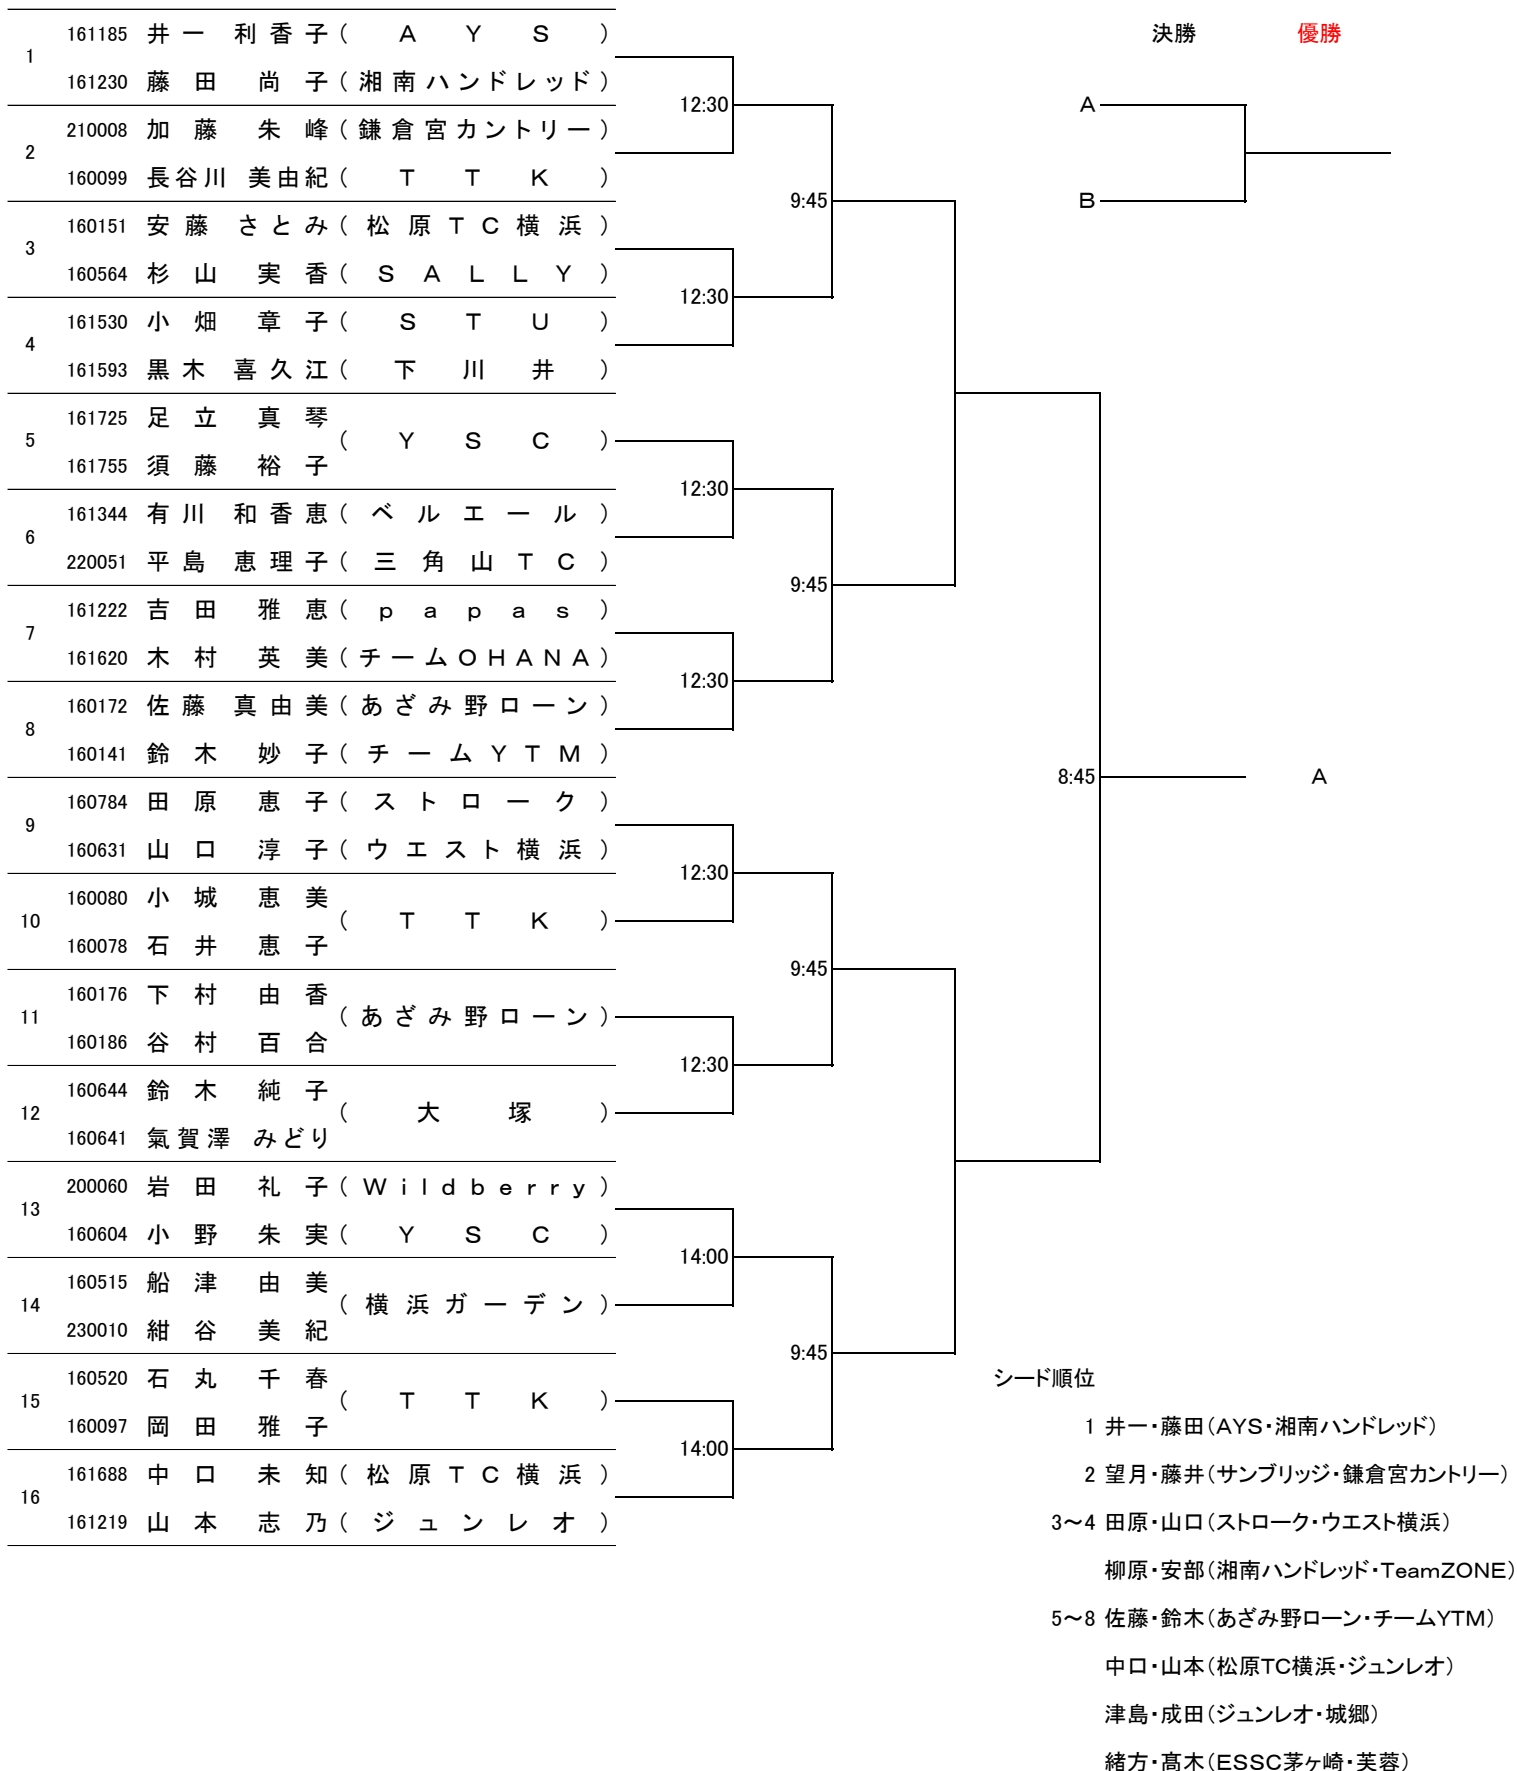 161185 井一 利香子 ( A Y S )
1
161230 藤田 尚子 ( 湘南ハンドレッド )
210008 加藤 朱峰 ( 鎌倉宮カントリー )
2
160099 長谷川 美由紀 ( T T K )
160151 安藤 さとみ ( 松原TC横浜 )
3
160564 杉山 実香 ( S A L L Y )
161530 小畑 章子 ( S T U )
4
161593 黒木 喜久江 ( 下川井 )
161725 足立 真琴
5 ( Y S C )
161755 須藤 裕子
161344 有川 和香恵 ( ベルエール )
6
220051 平島 恵理子 ( 三角山TC )
161222 吉田 雅恵 ( p a p a s )
7
161620 木村 英美 ( チームOHANA )
160172 佐藤 真由美 ( あざみ野ローン )
8
160141 鈴木 妙子 ( チームYTM )
160784 田原 恵子 ( ストローク )
9
160631 山口 淳子 ( ウエスト横浜 )
160080 小城 恵美
10 ( T T K )
160078 石井 恵子
160176 下村 由香
11 ( あざみ野ローン )
160186 谷村 百合
160644 鈴木 純子
12 ( 大塚 )
160641 氣賀澤 みどり
200060 岩田 礼子 ( Wildberry )
13
160604 小野 朱実 ( Y S C )
160515 船津 由美
14 ( 横浜ガーデン )
230010 紺谷 美紀
160520 石丸 千春
15 ( T T K )
160097 岡田 雅子
161688 中口 未知 ( 松原TC横浜 )
16
161219 山本 志乃 ( ジュンレオ )
12:30
12:30
12:30
12:30
12:30
12:30
14:00
14:00
9:45
9:45
9:45
9:45
8:45
A
決勝 優勝
A
B
シード順位
1 井一・藤田(AYS・湘南ハンドレッド)
2 望月・藤井(サンブリッジ・鎌倉宮カントリー)
3～4 田原・山口(ストローク・ウエスト横浜)
柳原・安部(湘南ハンドレッド・TeamZONE)
5～8 佐藤・鈴木(あざみ野ローン・チームYTM)
中口・山本(松原TC横浜・ジュンレオ)
津島・成田(ジュンレオ・城郷)
緒方・髙木(ESSC茅ヶ崎・芙蓉)